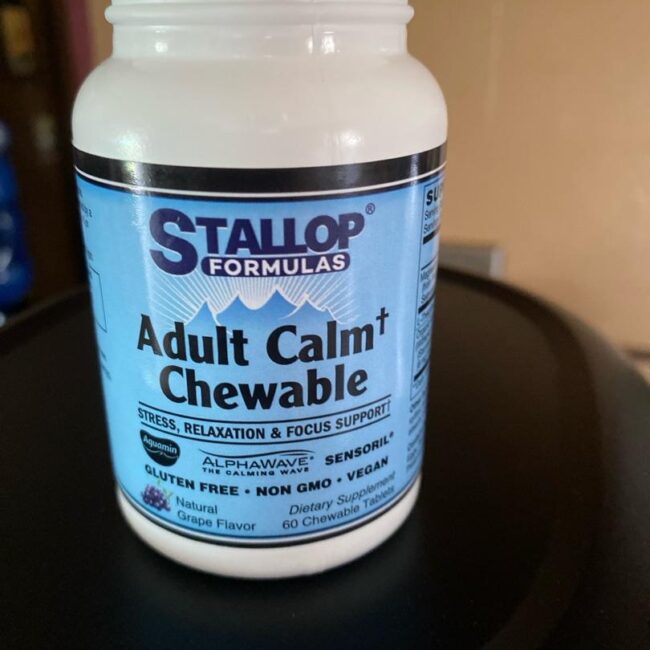 STALLOP®
FORMULAS
Adult Calm†
Chewable
STRESS, RELAXATION & FOCUS SUPPORT†
Aquamin
ALPHAWAVE®
THE CALMING WAVE
SENSORIL®
GLUTEN FREE • NON GMO • VEGAN
Natural
Grape Flavor
Dietary Supplement
60 Chewable Tablets